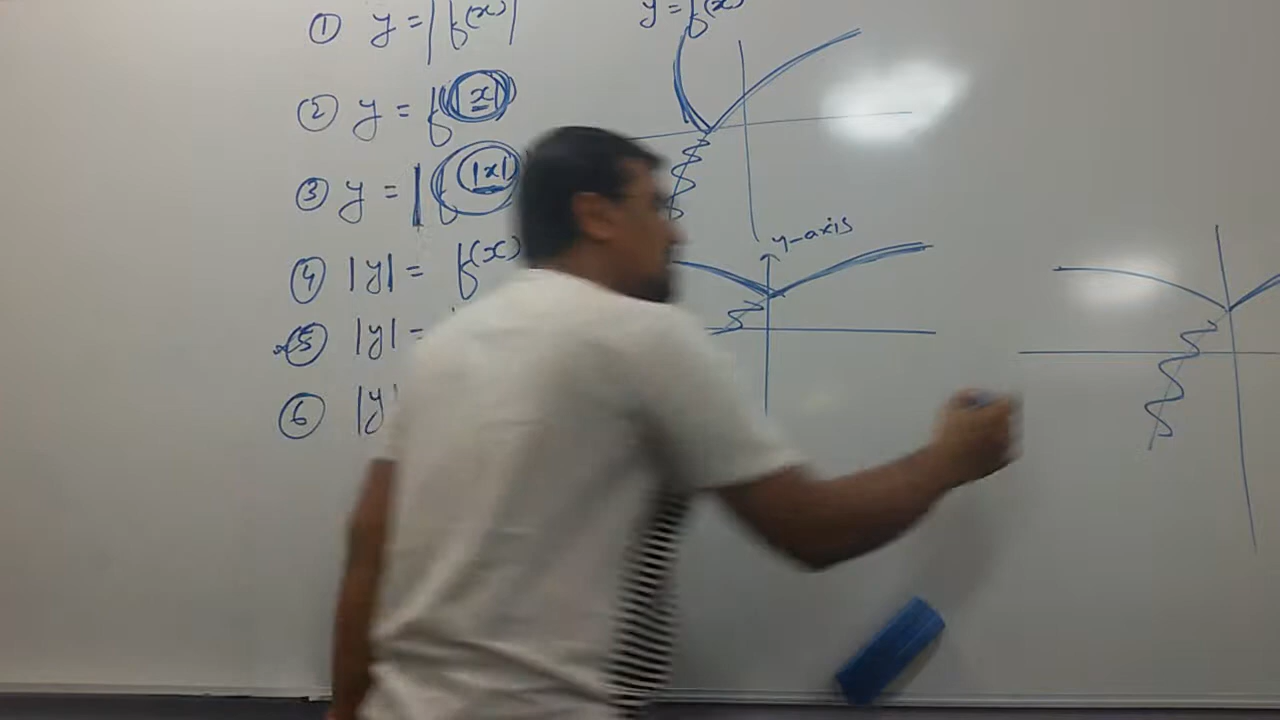 ① y = |f(x)|
y = f(x)
② y = f(|x|)
③ y = |f(|x|)
④ |y| = f(x)
y-axis
⑤ |y| =
⑥ |y|